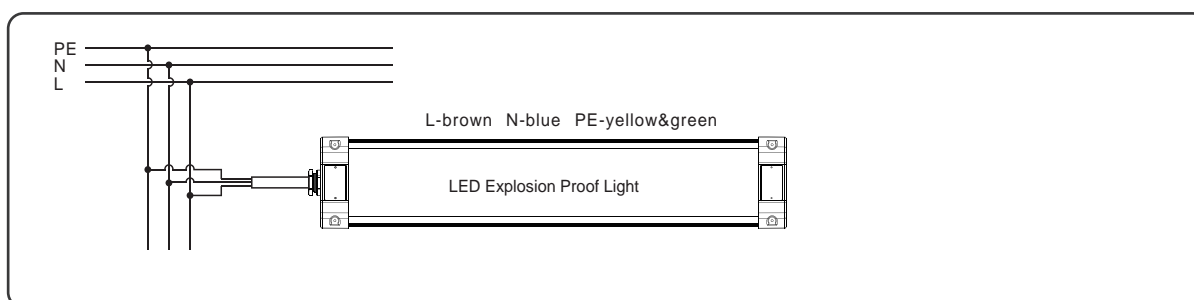 PE
N
L
L-brown N-blue PE-yellow&green
LED Explosion Proof Light